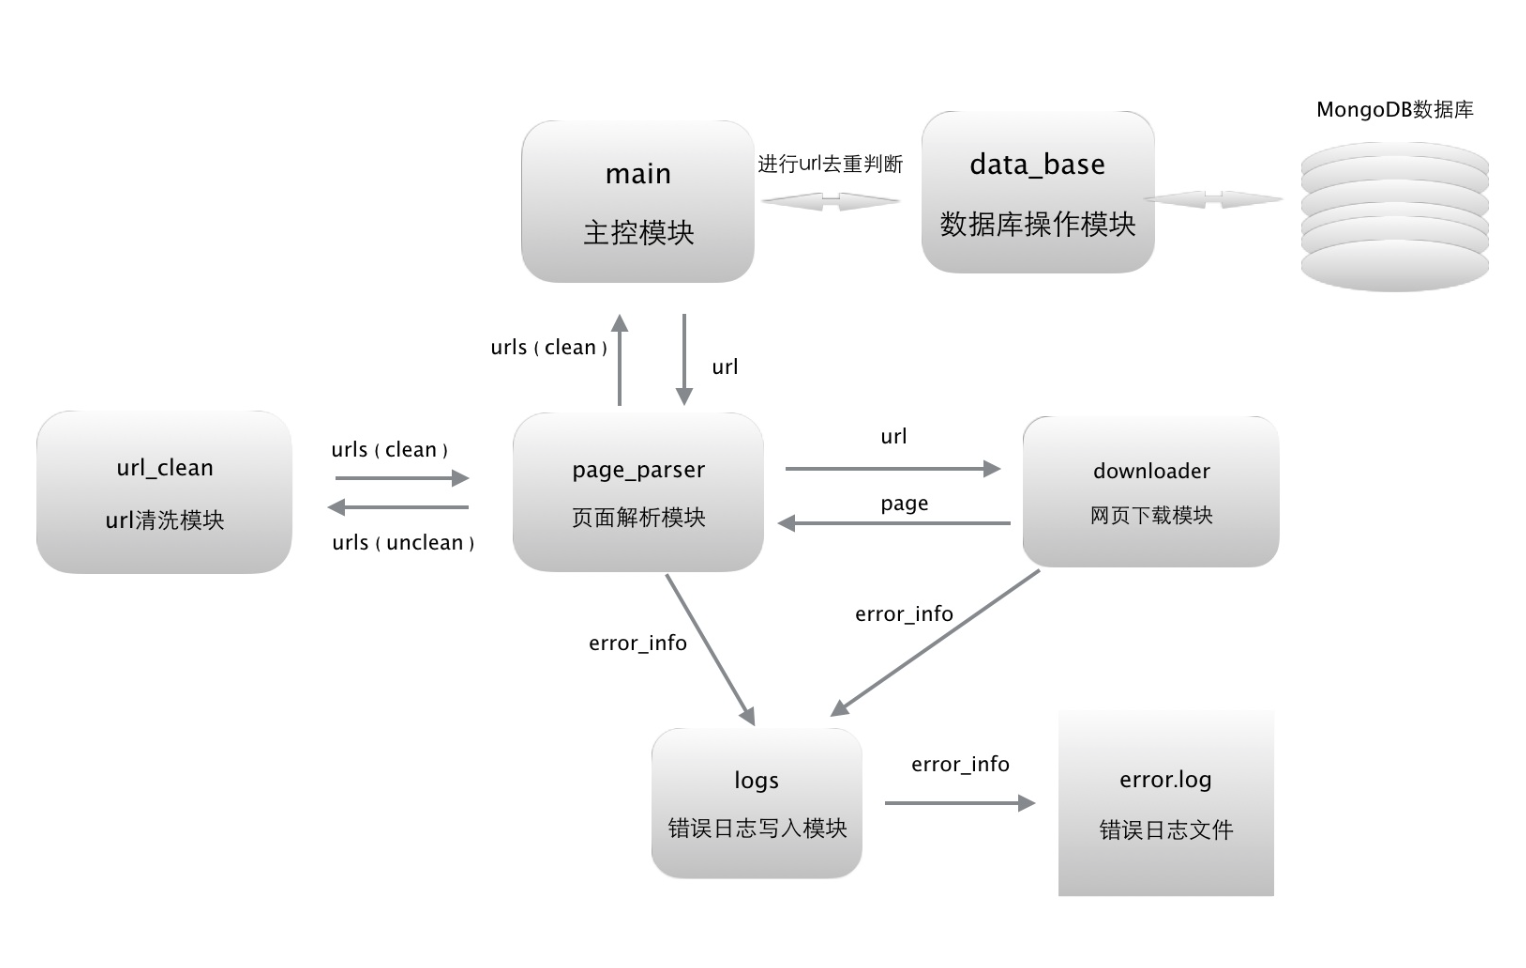 MongoDB数据库
main
主控模块
进行url去重判断
data_base
数据库操作模块
urls ( clean )
url
url_clean
url清洗模块
urls ( clean )
urls ( unclean )
page_parser
页面解析模块
url
page
downloader
网页下载模块
error_info
error_info
logs
错误日志写入模块
error_info
error.log
错误日志文件